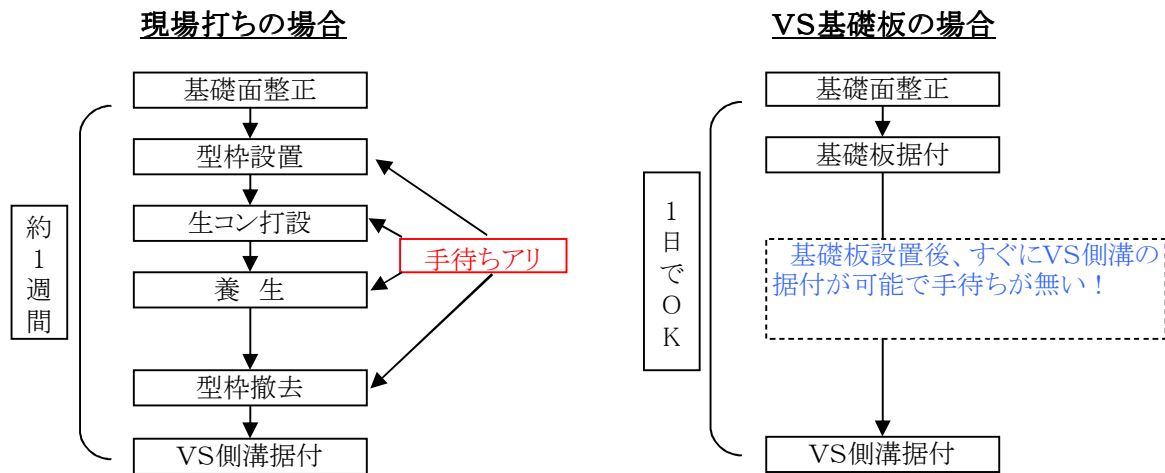 現場打ちの場合
基礎面整正
型枠設置
生コン打設
養 生
型枠撤去
VS側溝据付
約1週間
手待ちアリ
VS基礎板の場合
基礎面整正
基礎板据付
基礎板設置後、すぐにVS側溝の
据付が可能で手待ちが無い！
VS側溝据付
1日でOK